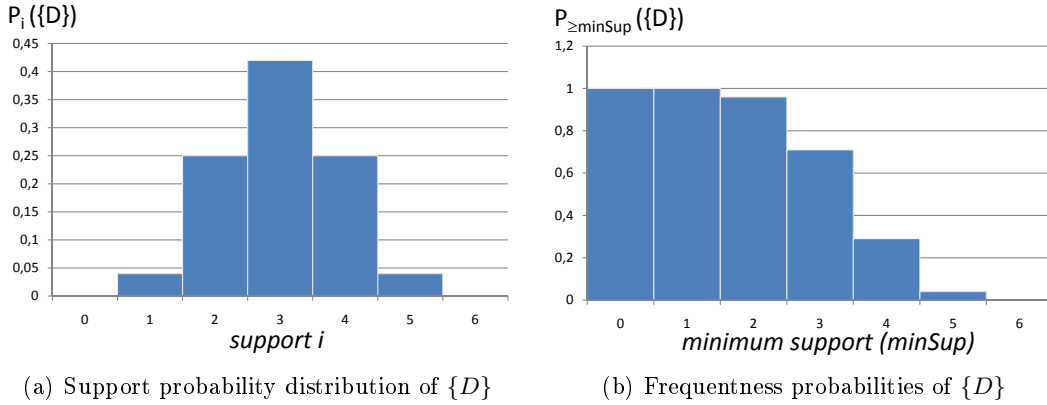 P_i ({D})
0,45
0,4
0,35
0,3
0,25
0,2
0,15
0,1
0,05
0
0 1 2 3 4 5 6
support i
(a) Support probability distribution of {D}
P_≥minSup ({D})
1,2
1
0,8
0,6
0,4
0,2
0
0 1 2 3 4 5 6
minimum support (minSup)
(b) Frequentness probabilities of {D}